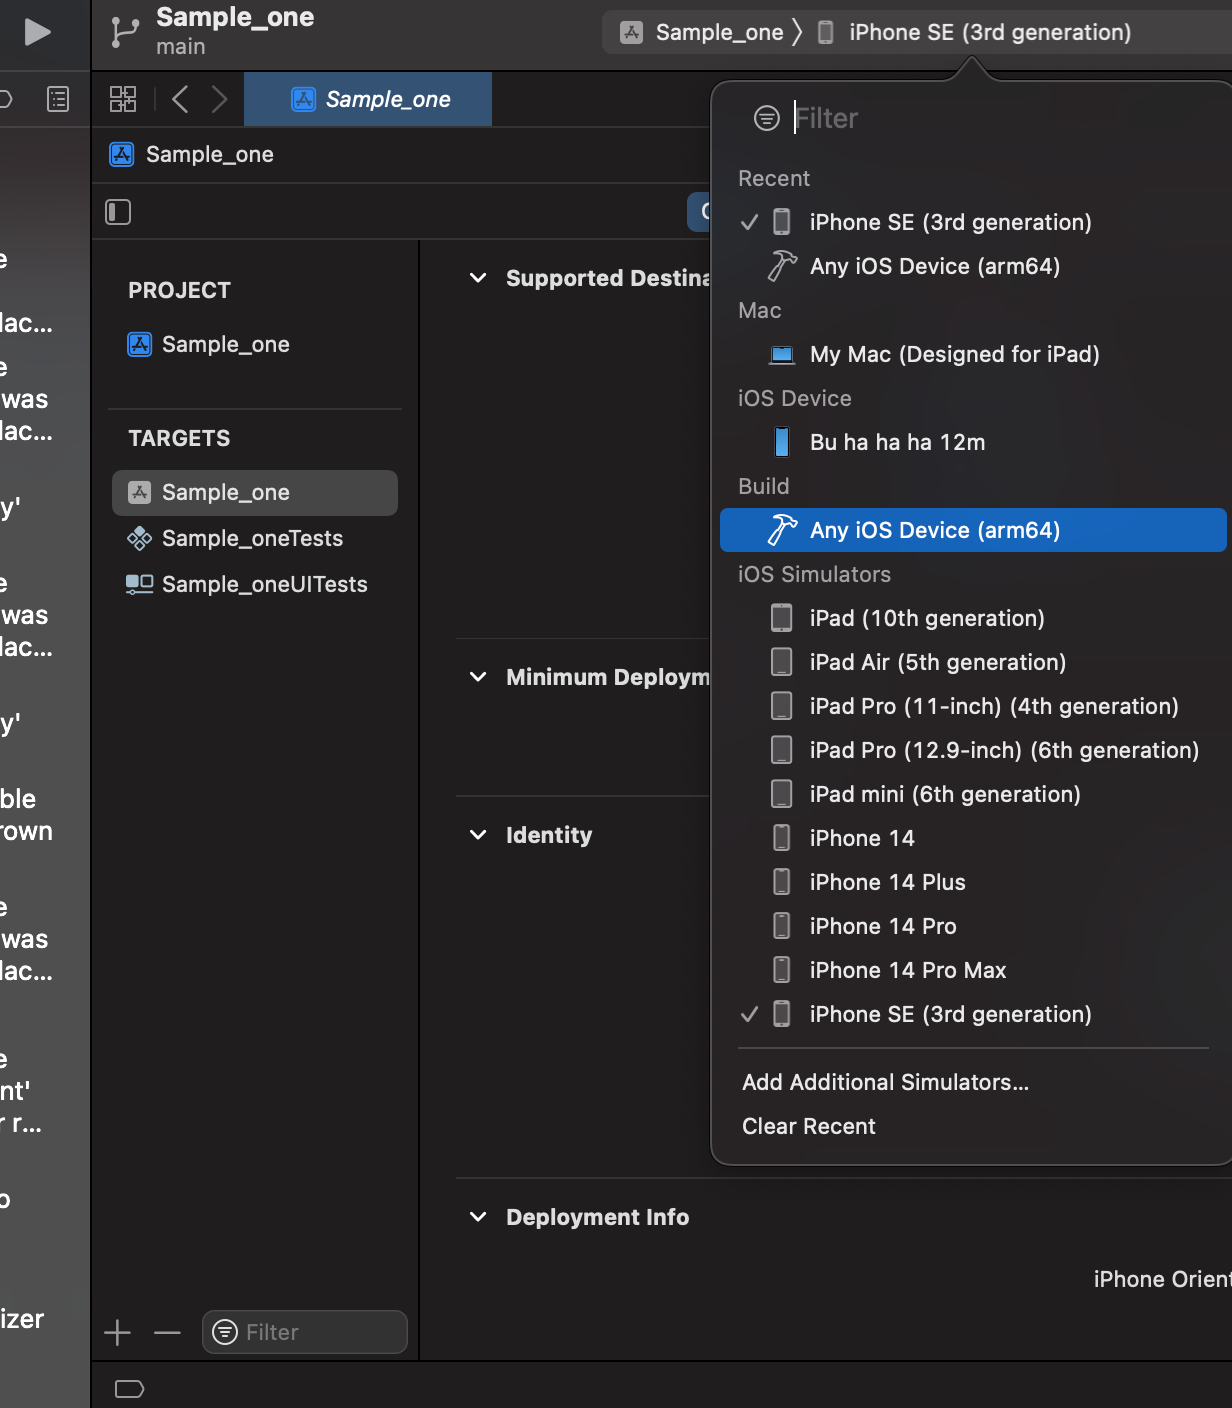 Sample_one
main
Sample_one
iPhone SE (3rd generation)
Sample_one
Sample_one
PROJECT
Sample_one
TARGETS
Sample_one
Sample_oneTests
Sample_oneUITests
Filter
Supported Destina
Minimum Deploym
Identity
Deployment Info
iPhone Orient
Filter
Recent
iPhone SE (3rd generation)
Any iOS Device (arm64)
Mac
My Mac (Designed for iPad)
iOS Device
Bu ha ha ha 12m
Build
Any iOS Device (arm64)
iOS Simulators
iPad (10th generation)
iPad Air (5th generation)
iPad Pro (11-inch) (4th generation)
iPad Pro (12.9-inch) (6th generation)
iPad mini (6th generation)
iPhone 14
iPhone 14 Plus
iPhone 14 Pro
iPhone 14 Pro Max
iPhone SE (3rd generation)
Add Additional Simulators...
Clear Recent
e
lac...
e
was
lac...
y'
e
was
lac...
y'
ble
rown
e
was
lac...
e
nt'
r r...
o
izer